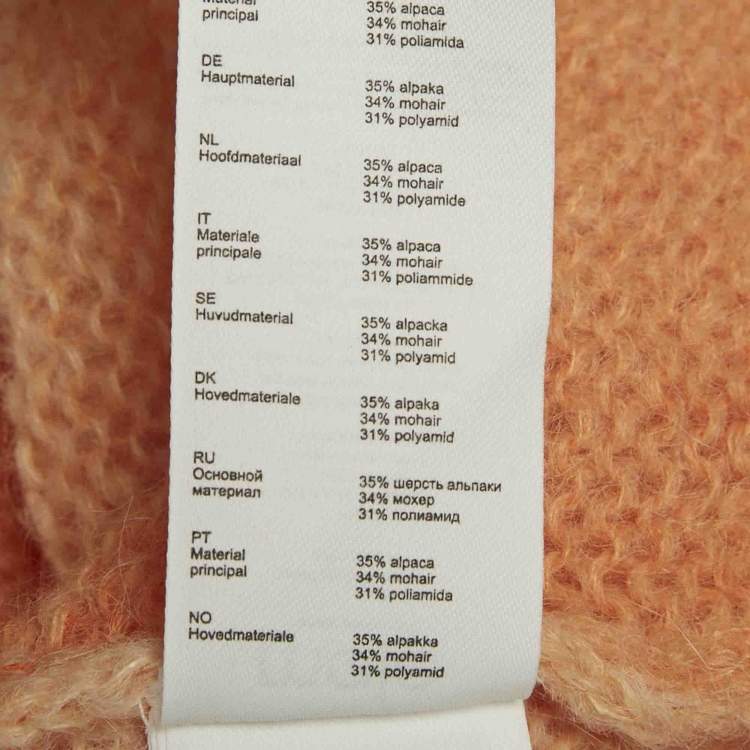 Material
principal
35% alpaca
34% mohair
31% poliamida
DE
Hauptmaterial
35% alpaka
34% mohair
31% polyamid
NL
Hoofdmateriaal
35% alpaca
34% mohair
31% polyamide
IT
Materiale
principale
35% alpaca
34% mohair
31% poliammide
SE
Huvudmaterial
35% alpacka
34% mohair
31% polyamid
DK
Hovedmateriale
35% alpaka
34% mohair
31% polyamid
RU
Основной
материал
35% шерсть альпаки
34% мохер
31% полиамид
PT
Material
principal
35% alpaca
34% mohair
31% poliamida
NO
Hovedmateriale
35% alpakka
34% mohair
31% polyamid